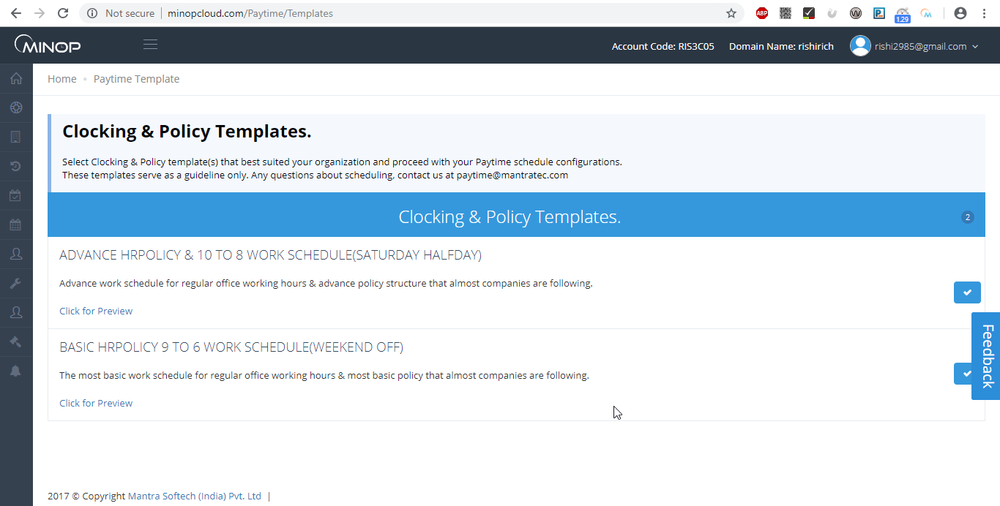 Not secure | minopcloud.com/Paytime/Templates
ABP
W
P
1.29
M
MINOP
Account Code: RIS3C05
Domain Name: rishirich
rishi2985@gmail.com
Home • Paytime Template
Clocking & Policy Templates.
Select Clocking & Policy template(s) that best suited your organization and proceed with your Paytime schedule configurations.
These templates serve as a guideline only. Any questions about scheduling, contact us at paytime@mantratec.com
Clocking & Policy Templates.
2
ADVANCE HRPOLICY & 10 TO 8 WORK SCHEDULE(SATURDAY HALFDAY)
Advance work schedule for regular office working hours & advance policy structure that almost companies are following.
Click for Preview
BASIC HRPOLICY 9 TO 6 WORK SCHEDULE(WEEKEND OFF)
The most basic work schedule for regular office working hours & most basic policy that almost companies are following.
Click for Preview
Feedback
2017 © Copyright Mantra Softech (India) Pvt. Ltd |